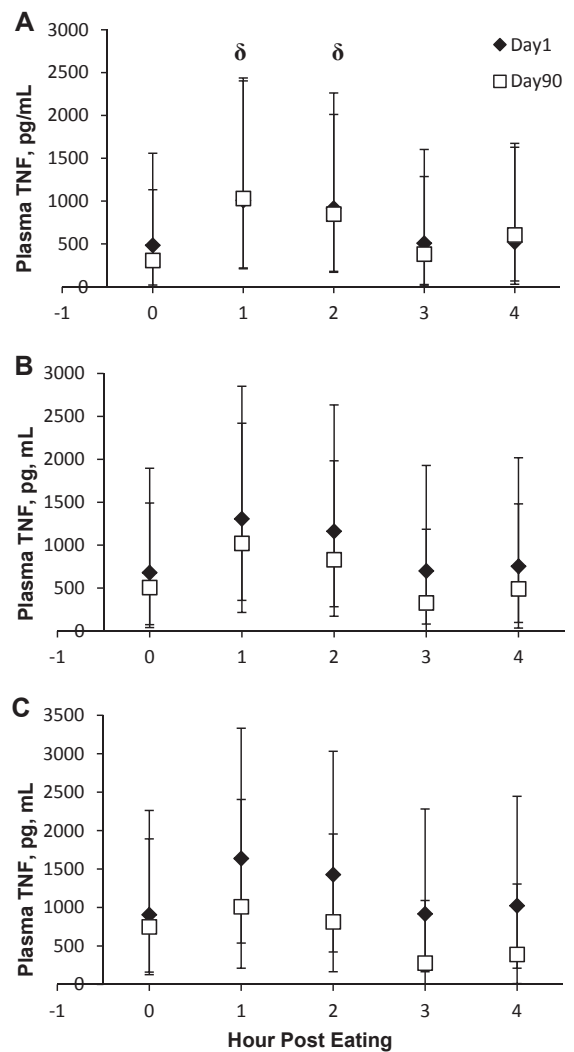 A
Plasma TNF, pg/mL
3000
2500
2000
1500
1000
500
0
δ δ
Day1
Day90
-1 0 1 2 3 4
B
Plasma TNF, pg, mL
3000
2500
2000
1500
1000
500
0
-1 0 1 2 3 4
C
Plasma TNF, pg, mL
3500
3000
2500
2000
1500
1000
500
0
-1 0 1 2 3 4
Hour Post Eating